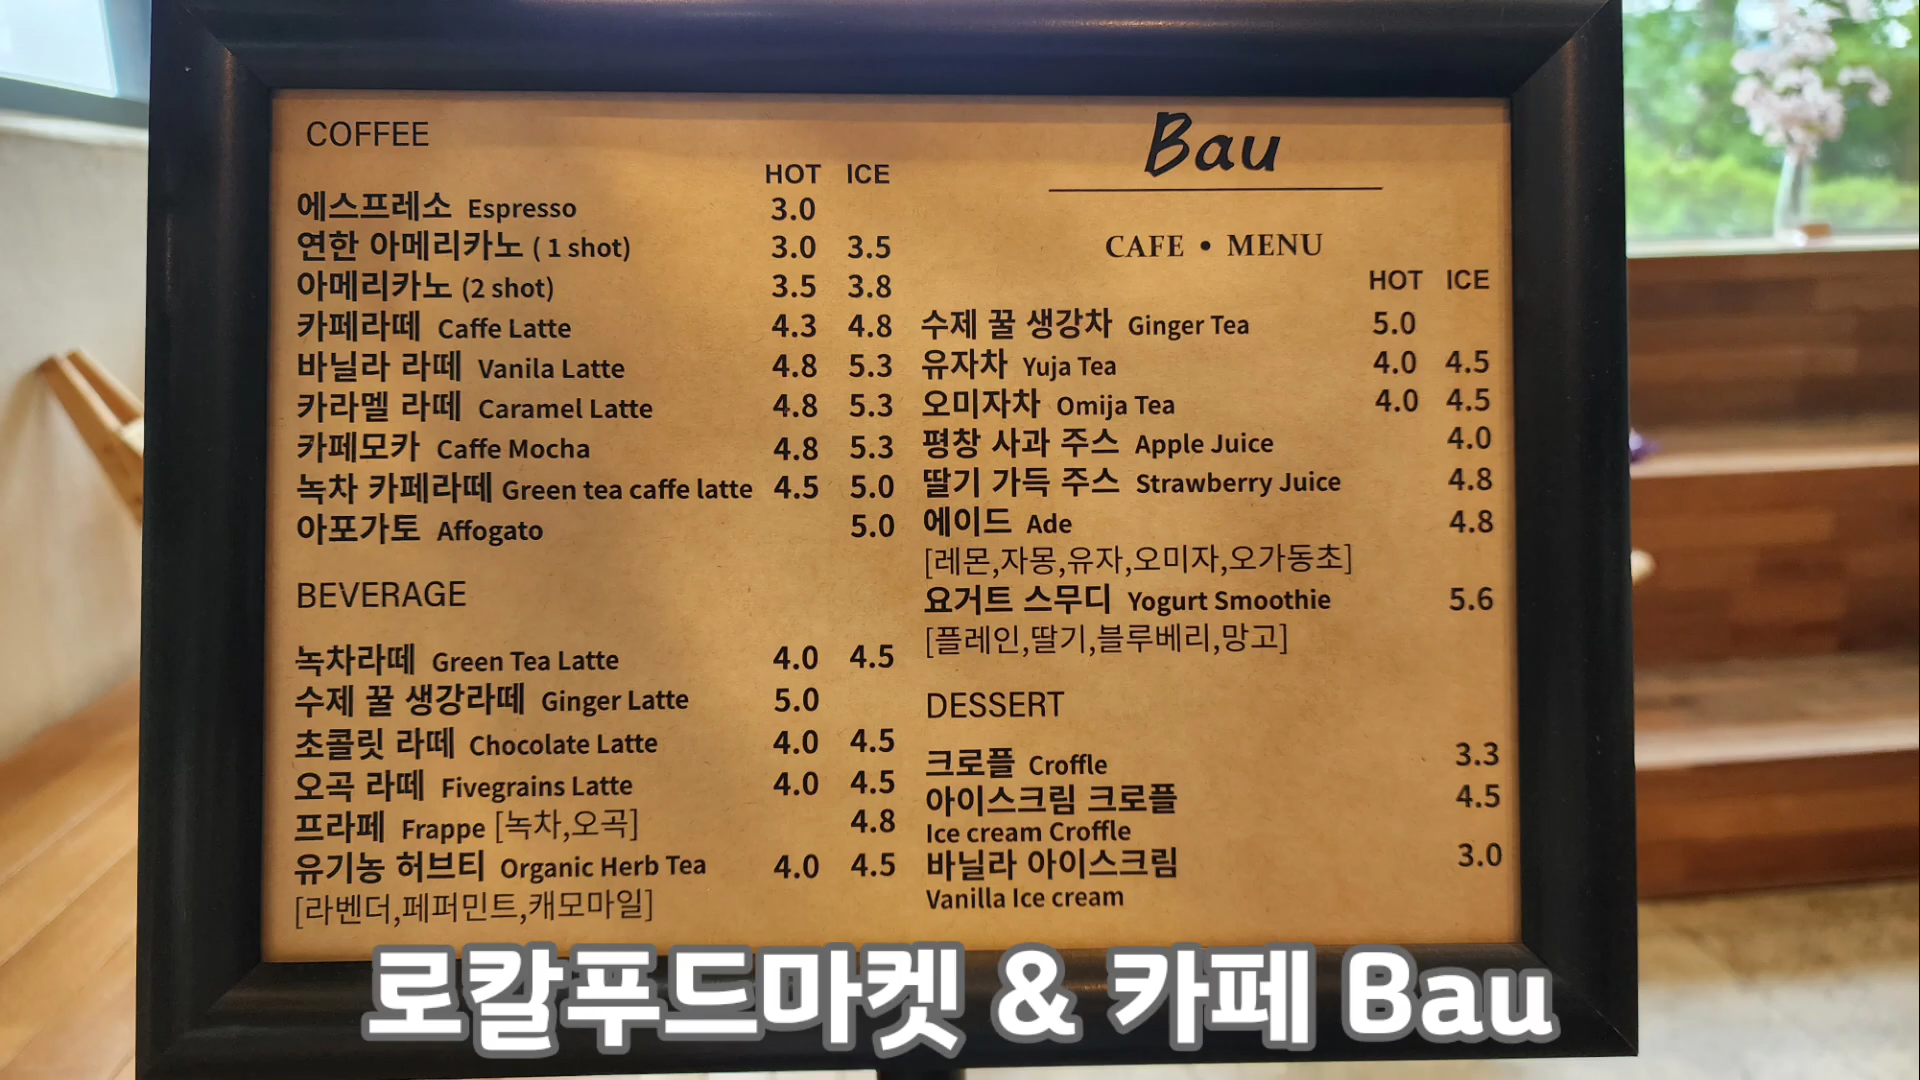 COFFEE
HOT ICE
에스프레소 Espresso 3.0
연한 아메리카노 ( 1 shot) 3.0 3.5
아메리카노 (2 shot) 3.5 3.8
카페라떼 Caffe Latte 4.3 4.8
바닐라 라떼 Vanila Latte 4.8 5.3
카라멜 라떼 Caramel Latte 4.8 5.3
카페모카 Caffe Mocha 4.8 5.3
녹차 카페라떼 Green tea caffe latte 4.5 5.0
아포가토 Affogato 5.0
BEVERAGE
녹차라떼 Green Tea Latte 4.0 4.5
수제 꿀 생강라떼 Ginger Latte 5.0
초콜릿 라떼 Chocolate Latte 4.0 4.5
오곡 라떼 Fivegrains Latte 4.0 4.5
프라페 Frappe [녹차,오곡] 4.8
유기농 허브티 Organic Herb Tea 4.0 4.5
[라벤더,페퍼민트,캐모마일]
Bau
CAFE • MENU
HOT ICE
수제 꿀 생강차 Ginger Tea 5.0
유자차 Yuja Tea 4.0 4.5
오미자차 Omija Tea 4.0 4.5
평창 사과 주스 Apple Juice 4.0
딸기 가득 주스 Strawberry Juice 4.8
에이드 Ade 4.8
[레몬,자몽,유자,오미자,오가동초]
요거트 스무디 Yogurt Smoothie 5.6
[플레인,딸기,블루베리,망고]
DESSERT
크로플 Croffle 3.3
아이스크림 크로플 4.5
Ice cream Croffle
바닐라 아이스크림 3.0
Vanilla Ice cream
로칼푸드마켓 & 카페 Bau